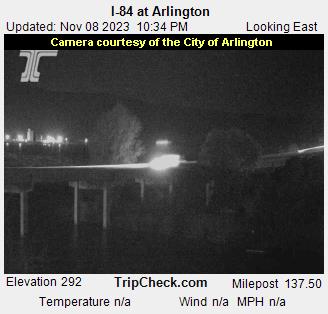 I-84 at Arlington
Updated: Nov 08 2023 10:34 PM Looking East
Camera courtesy of the City of Arlington
Elevation 292 TripCheck.com Milepost 137.50
Temperature n/a Wind n/a MPH n/a